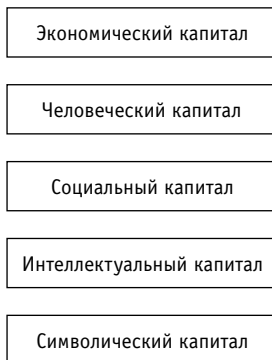 Экономический капитал
Человеческий капитал
Социальный капитал
Интеллектуальный капитал
Символический капитал